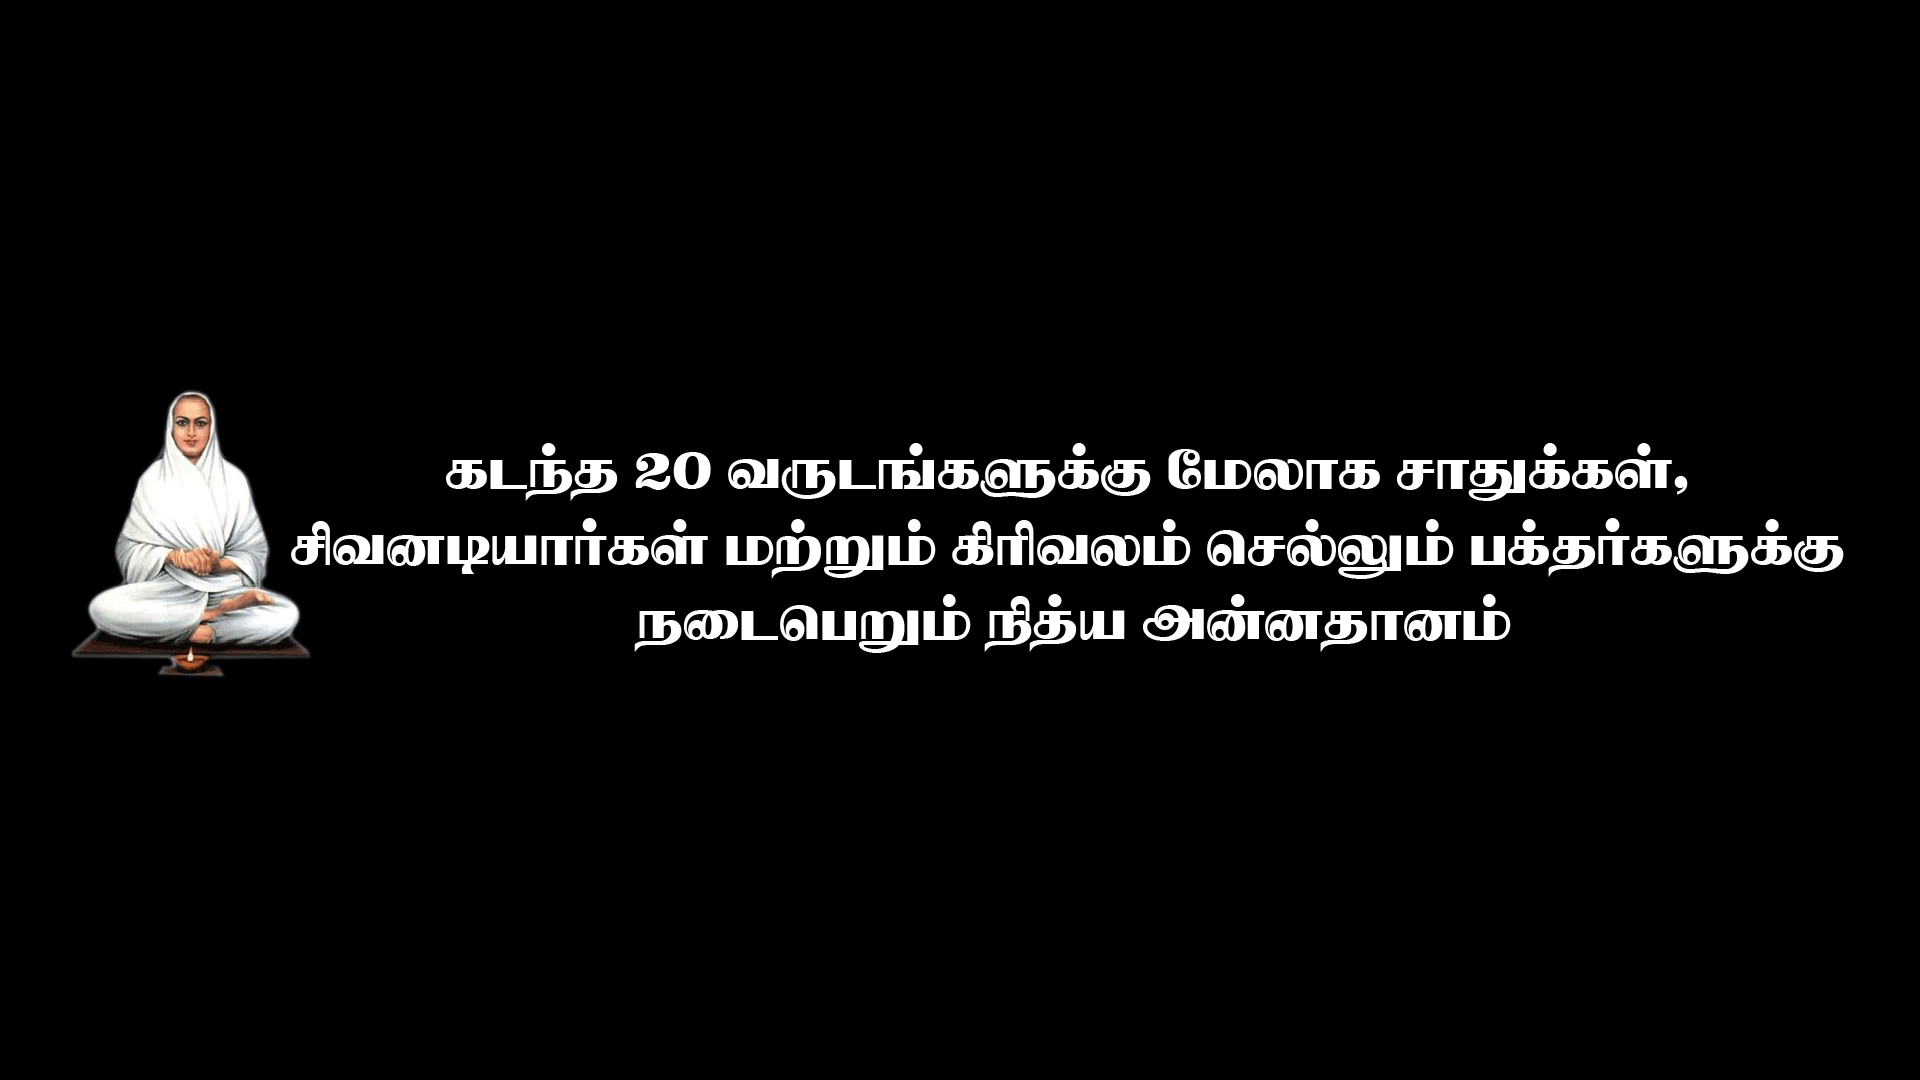 கடந்த 20 வருடங்களுக்கு மேலாக சாதுக்கள்,
சிவனடியார்கள் மற்றும் கிரிவலம் செல்லும் பக்தர்களுக்கு
நடைபெறும் நித்ய அன்னதானம்